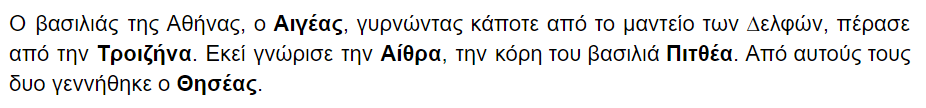 Ο βασιλιάς της Αθήνας, ο Αιγέας, γυρνώντας κάποτε από το μαντείο των Δελφών, πέρασε
από την Τροιζήνα. Εκεί γνώρισε την Αίθρα, την κόρη του βασιλιά Πιτθέα. Από αυτούς τους
δυο γεννήθηκε ο Θησέας.